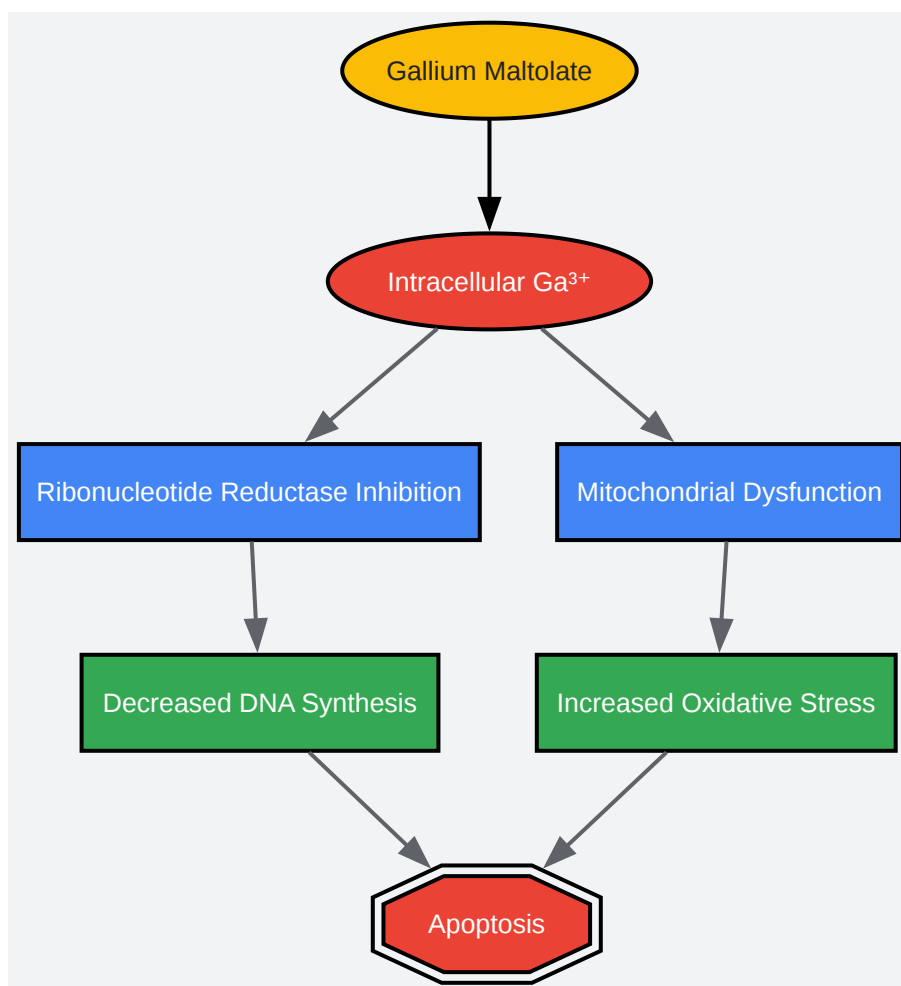 Gallium Maltolate
Intracellular Ga³⁺
Ribonucleotide Reductase Inhibition
Mitochondrial Dysfunction
Decreased DNA Synthesis
Increased Oxidative Stress
Apoptosis